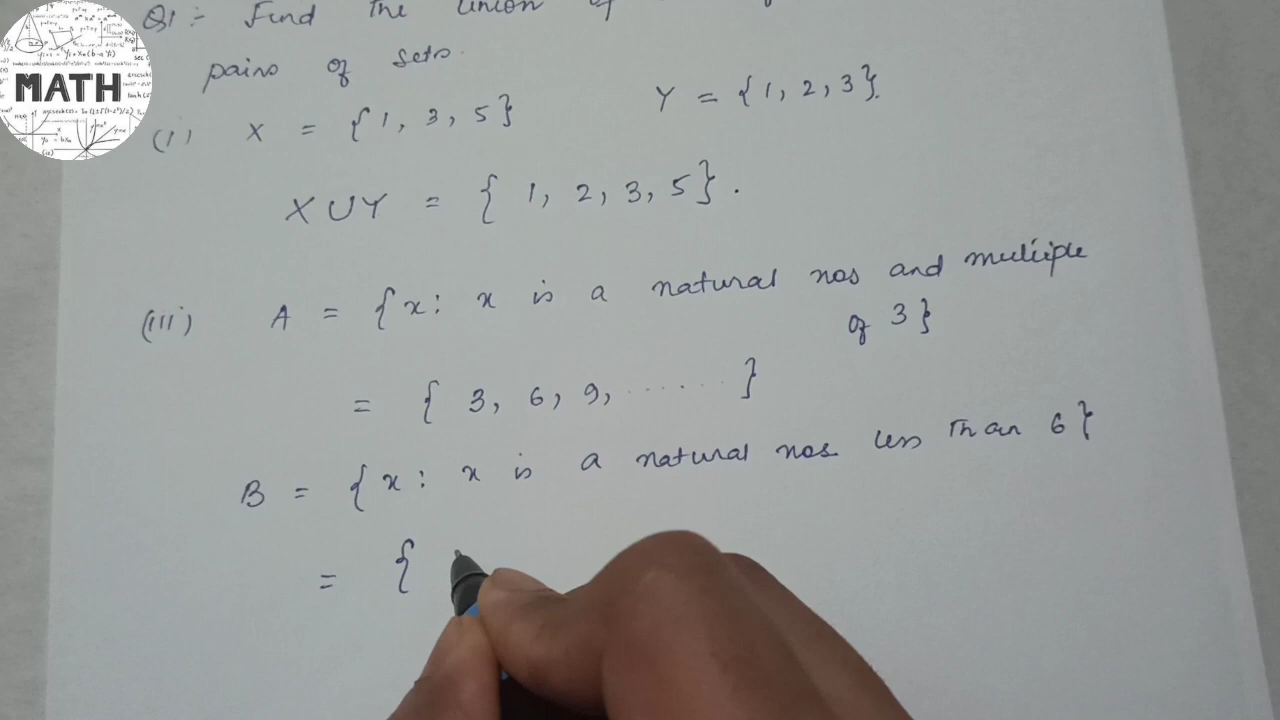 Q1:- Find the union of
pairs of sets.
(i) X = {1, 3, 5} Y = {1, 2, 3}.
X∪Y = { 1, 2, 3, 5}.
(iii) A = {x: x is a natural nos and multiple
of 3}
= { 3, 6, 9, ...... }
B = {x: x is a natural nos less than 6}
= {
MATH